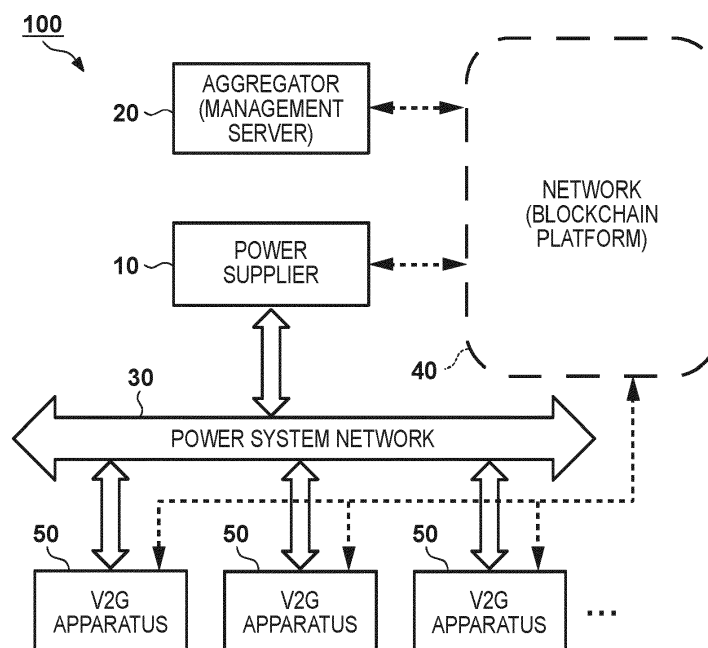 100
AGGREGATOR
(MANAGEMENT
SERVER)
20
NETWORK
(BLOCKCHAIN
PLATFORM)
POWER
SUPPLIER
10
40
30
POWER SYSTEM NETWORK
50
50
50
V2G
APPARATUS
V2G
APPARATUS
V2G
APPARATUS
...